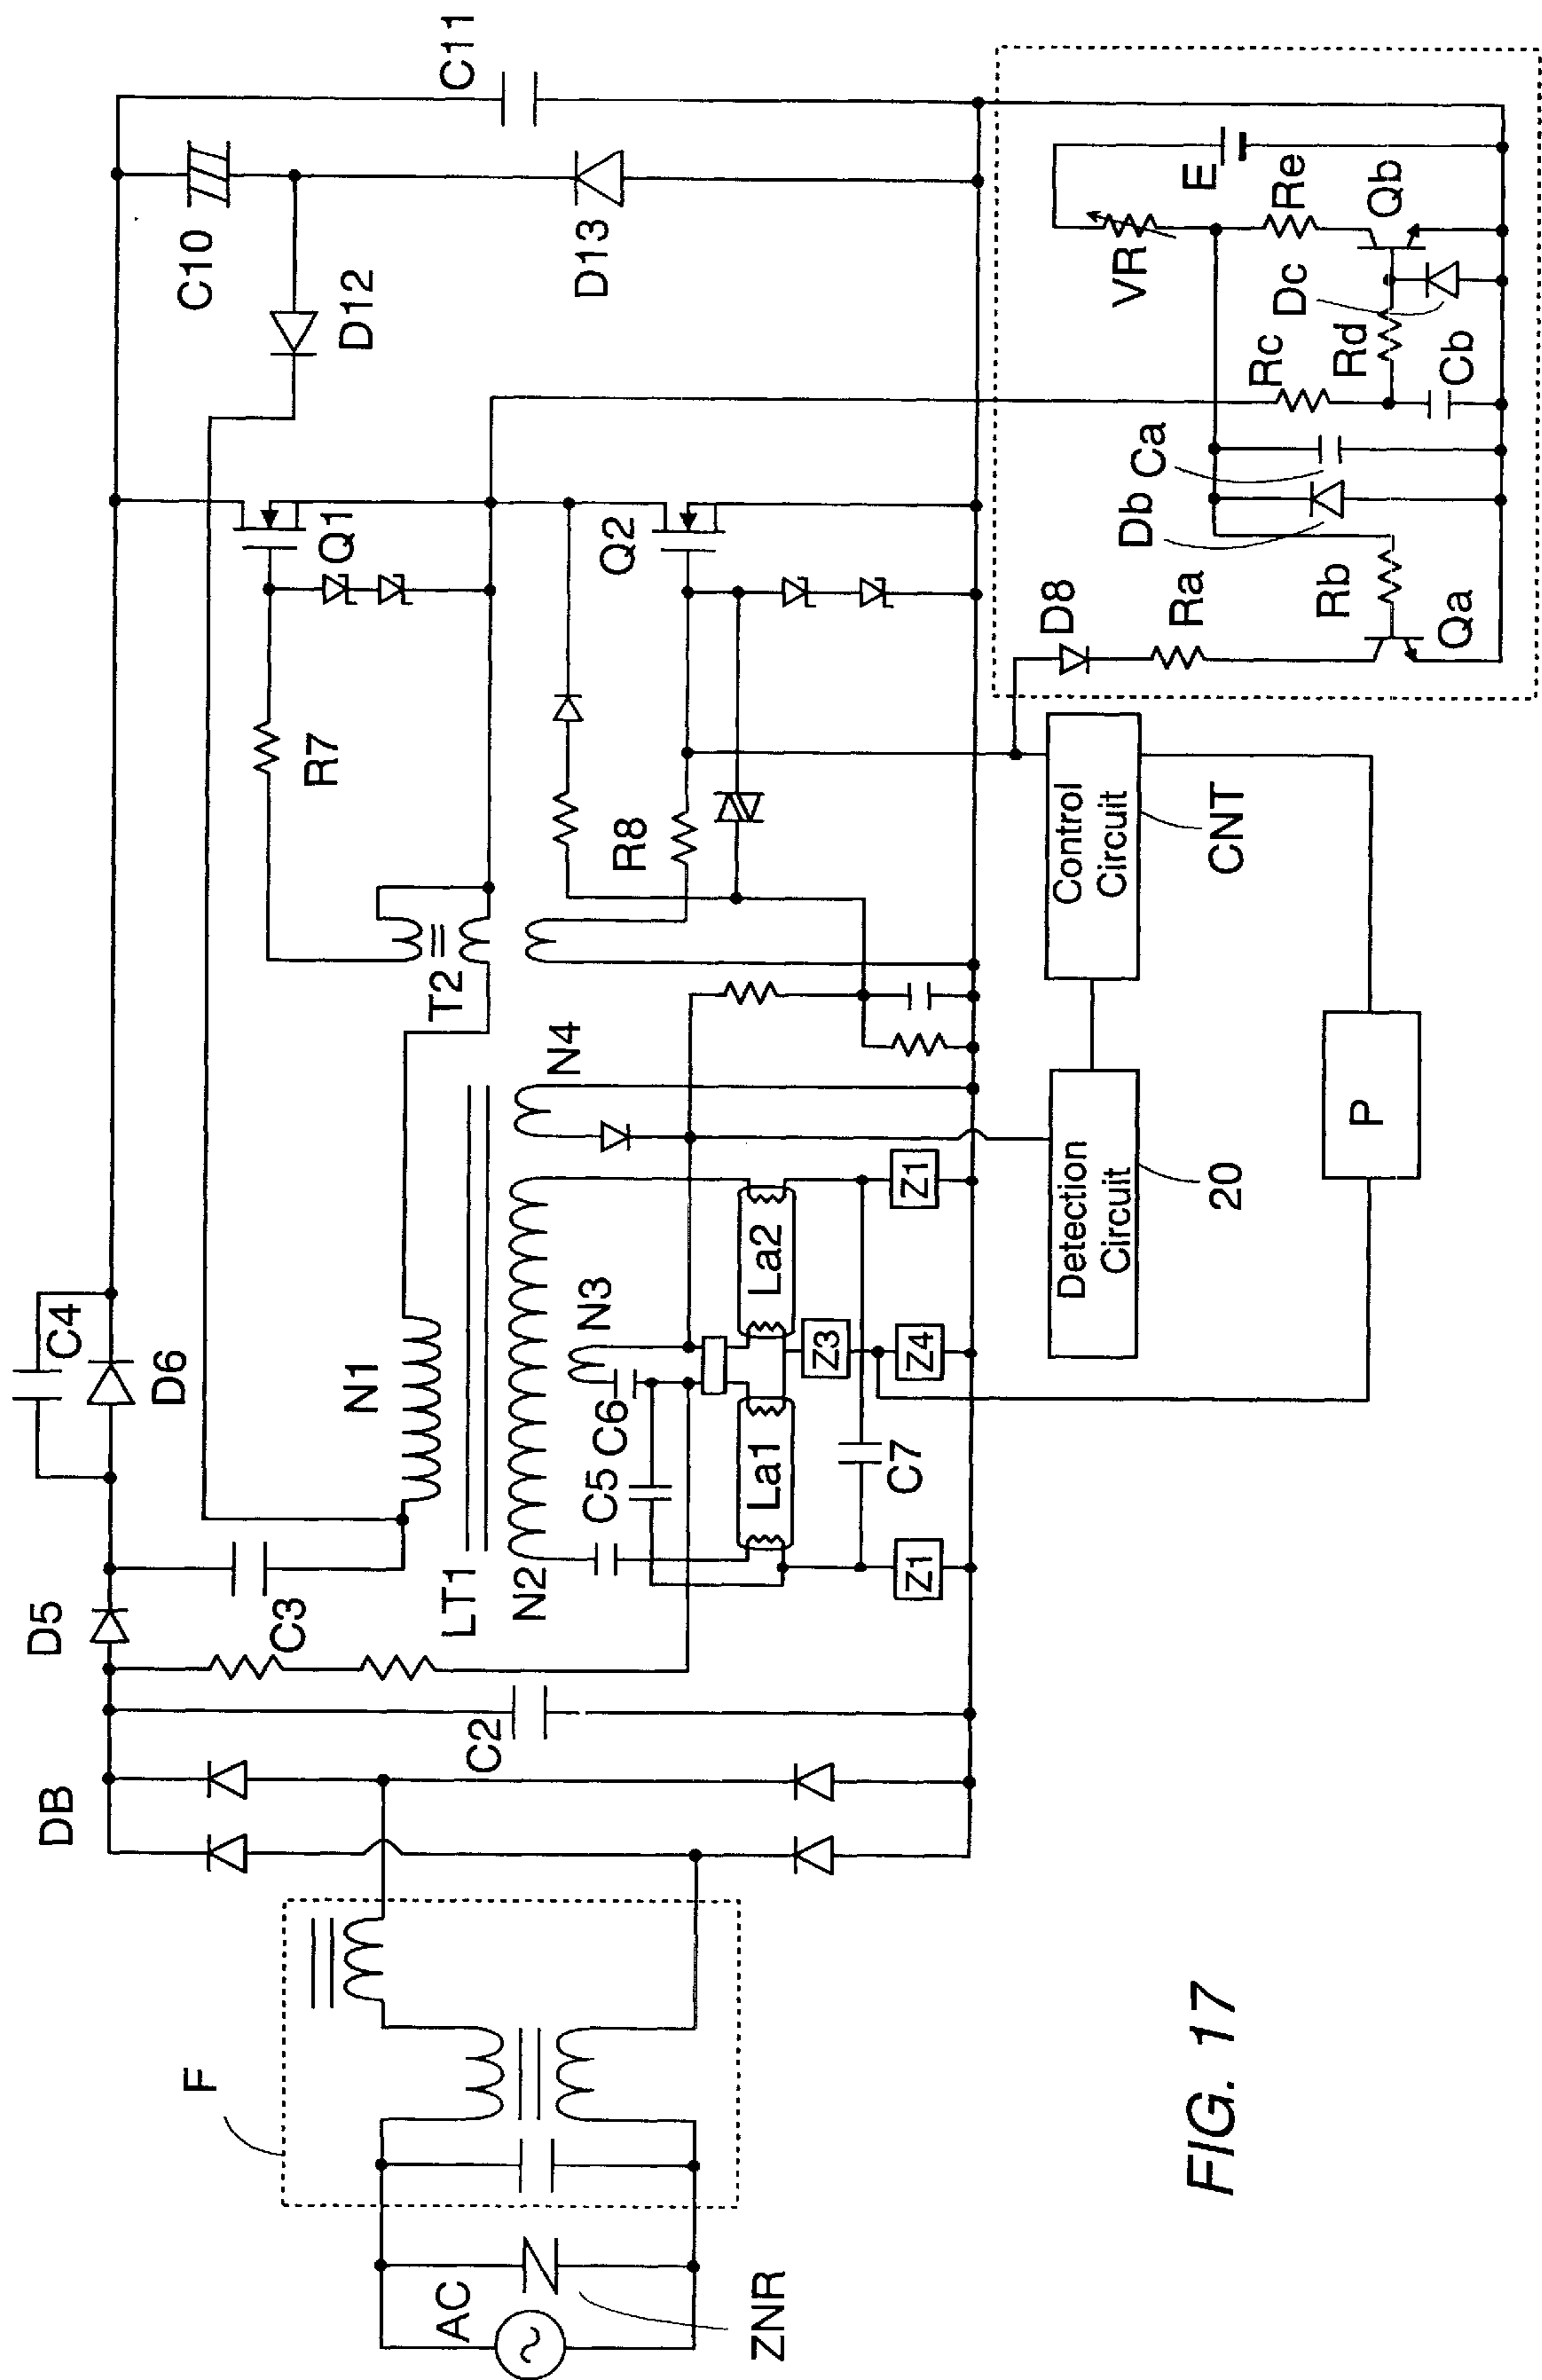 C4
D6
D5
DB
C3
C2
F
AC
ZNR
N1
LT1
N2
N3
N4
T2
C5
C6
La1
La2
C7
Z1
Z3
Z4
Z1
R7
R8
Q1
Q2
C10
C11
D12
D13
Detection
Circuit
20
Control
Circuit
CNT
P
D8
Ra
Rb
Qa
Db
Ca
Rc
Rd
Cb
Dc
VR
E
Re
Qb
FIG. 17